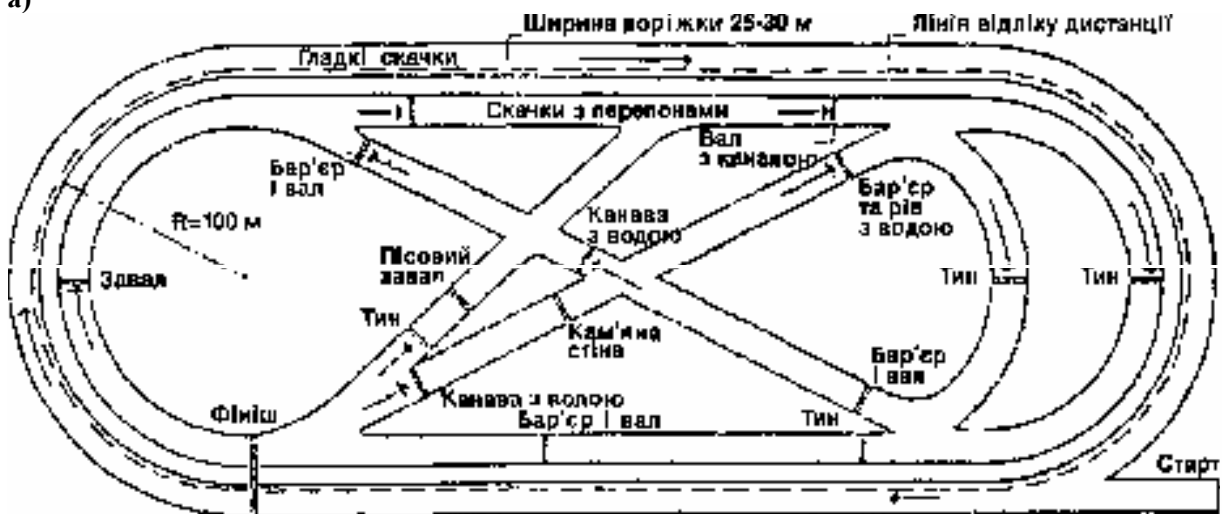 а)
Ширина доріжки 25-30 м
Лінія відліку дистанції
Гладкі скачки
Скачки з перепонами
Бар'єр
і вал
Вал
з канавою
Бар'єр
та рів
з водою
R=100 м
Канава
з водою
Лісовий
завал
Завал
Тин
Тин
Тин
Кам'яна
стіна
Бар'єр
і вал
Фініш
Канава з водою
Бар'єр і вал
Тин
Старт